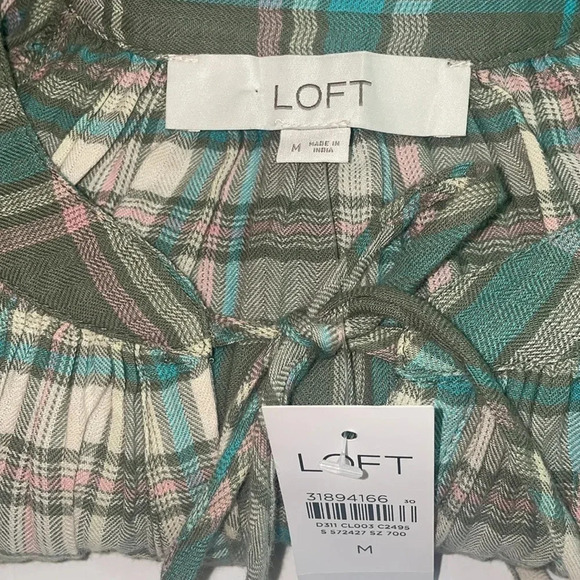 LOFT
M MADE IN
INDIA
LOFT
31894166 30
D311 CL003 C2495
S 572427 SZ 700
M